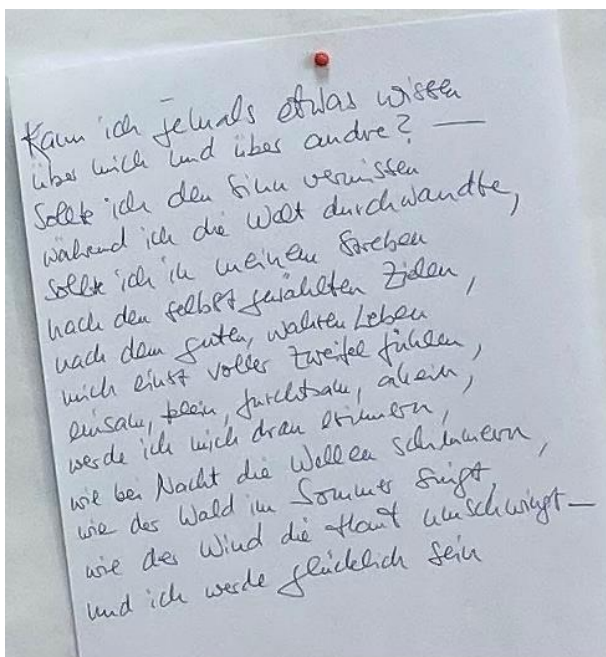 Kann ich jemals etwas wissen
über mich und über andre? —
Sollte ich den Sinn vermissen
während ich die Welt durchwandre,
sollte ich in meinem Streben
nach den selbst gewählten Zielen,
nach dem guten, wahren Leben
mich einst voller Zweifel fühlen,
einsam, klein, furchtsam, allein,
werde ich mich dran erinnern,
wie bei Nacht die Wellen schimmern,
wie der Wald im Sommer singt,
wie der Wind die Haut umschwingt —
und ich werde glücklich sein